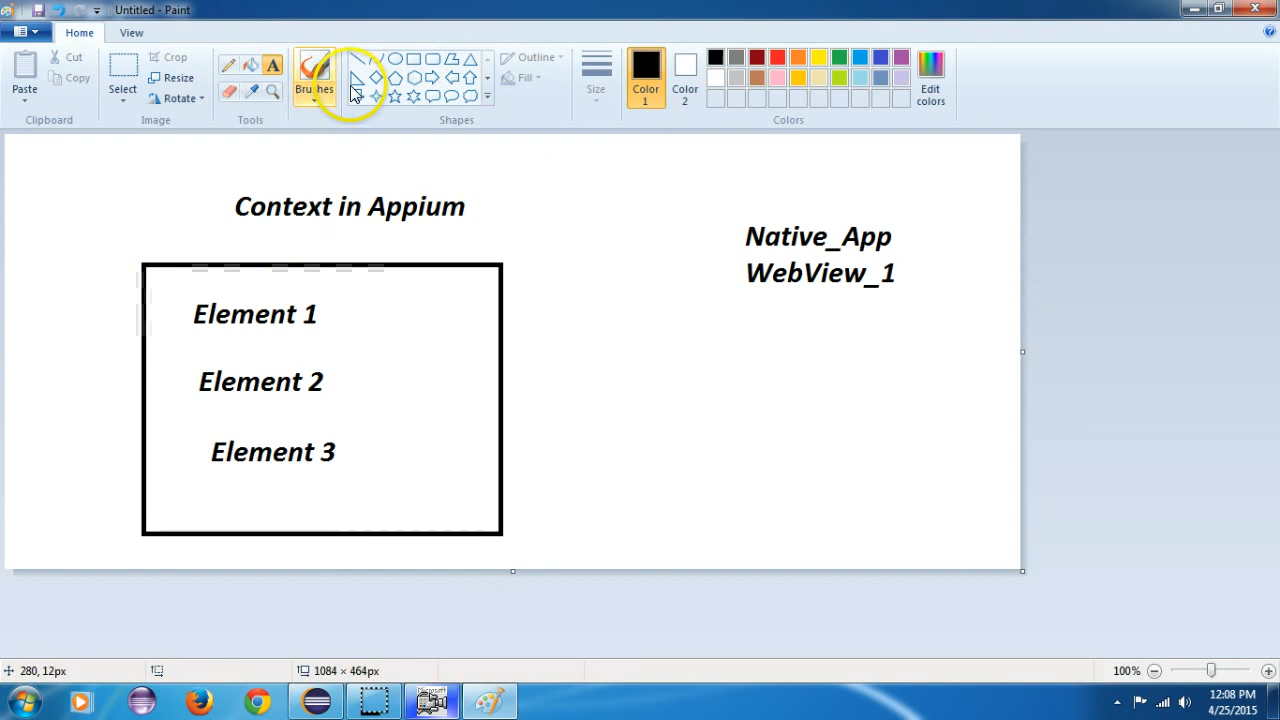 Untitled - Paint
Home
View
Paste
Cut
Copy
Clipboard
Select
Crop
Resize
Rotate
Image
A
Tools
Brushes
Shapes
Outline
Fill
Size
Color 1
Color 2
Edit colors
Colors
Context in Appium
Native_App
WebView_1
Element 1
Element 2
Element 3
280, 12px
1084 × 464px
100%
12:08 PM
4/25/2015